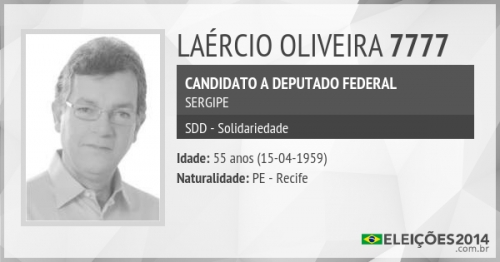 LAÉRCIO OLIVEIRA 7777
CANDIDATO A DEPUTADO FEDERAL
SERGIPE
SDD - Solidariedade
Idade: 55 anos (15-04-1959)
Naturalidade: PE - Recife
ELEIÇÕES2014
.com.br